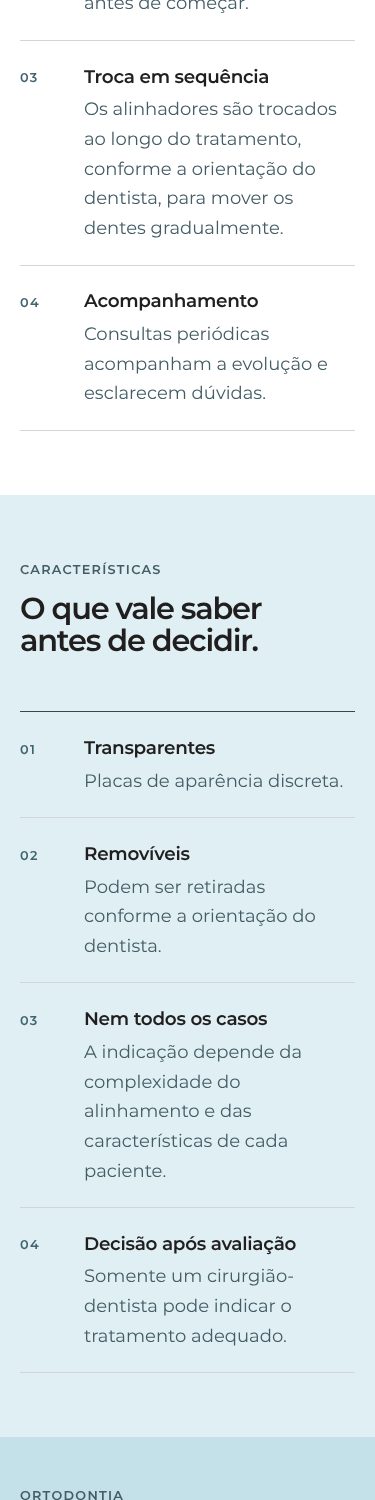 antes de começar.
03
Troca em sequência
Os alinhadores são trocados
ao longo do tratamento,
conforme a orientação do
dentista, para mover os
dentes gradualmente.
04
Acompanhamento
Consultas periódicas
acompanham a evolução e
esclarecem dúvidas.
CARACTERÍSTICAS
O que vale saber
antes de decidir.
01
Transparentes
Placas de aparência discreta.
02
Removíveis
Podem ser retiradas
conforme a orientação do
dentista.
03
Nem todos os casos
A indicação depende da
complexidade do
alinhamento e das
características de cada
paciente.
04
Decisão após avaliação
Somente um cirurgião-
dentista pode indicar o
tratamento adequado.
ORTODONTIA